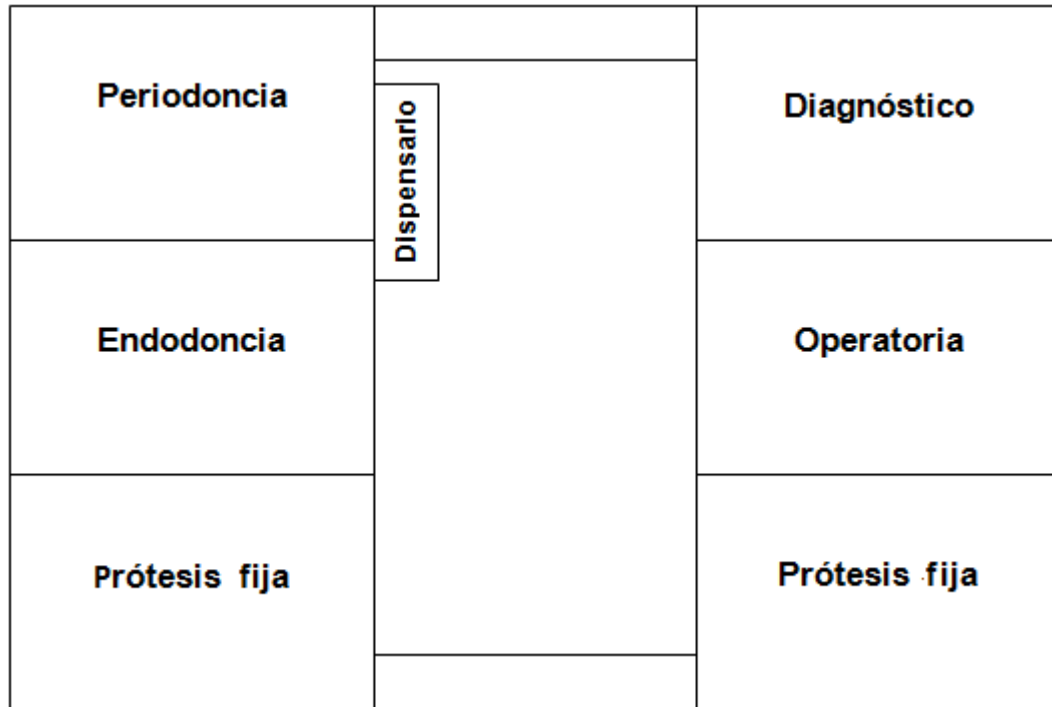 Periodoncia
Dispensario
Diagnóstico
Endodoncia
Operatoria
Prótesis fija
Prótesis fija